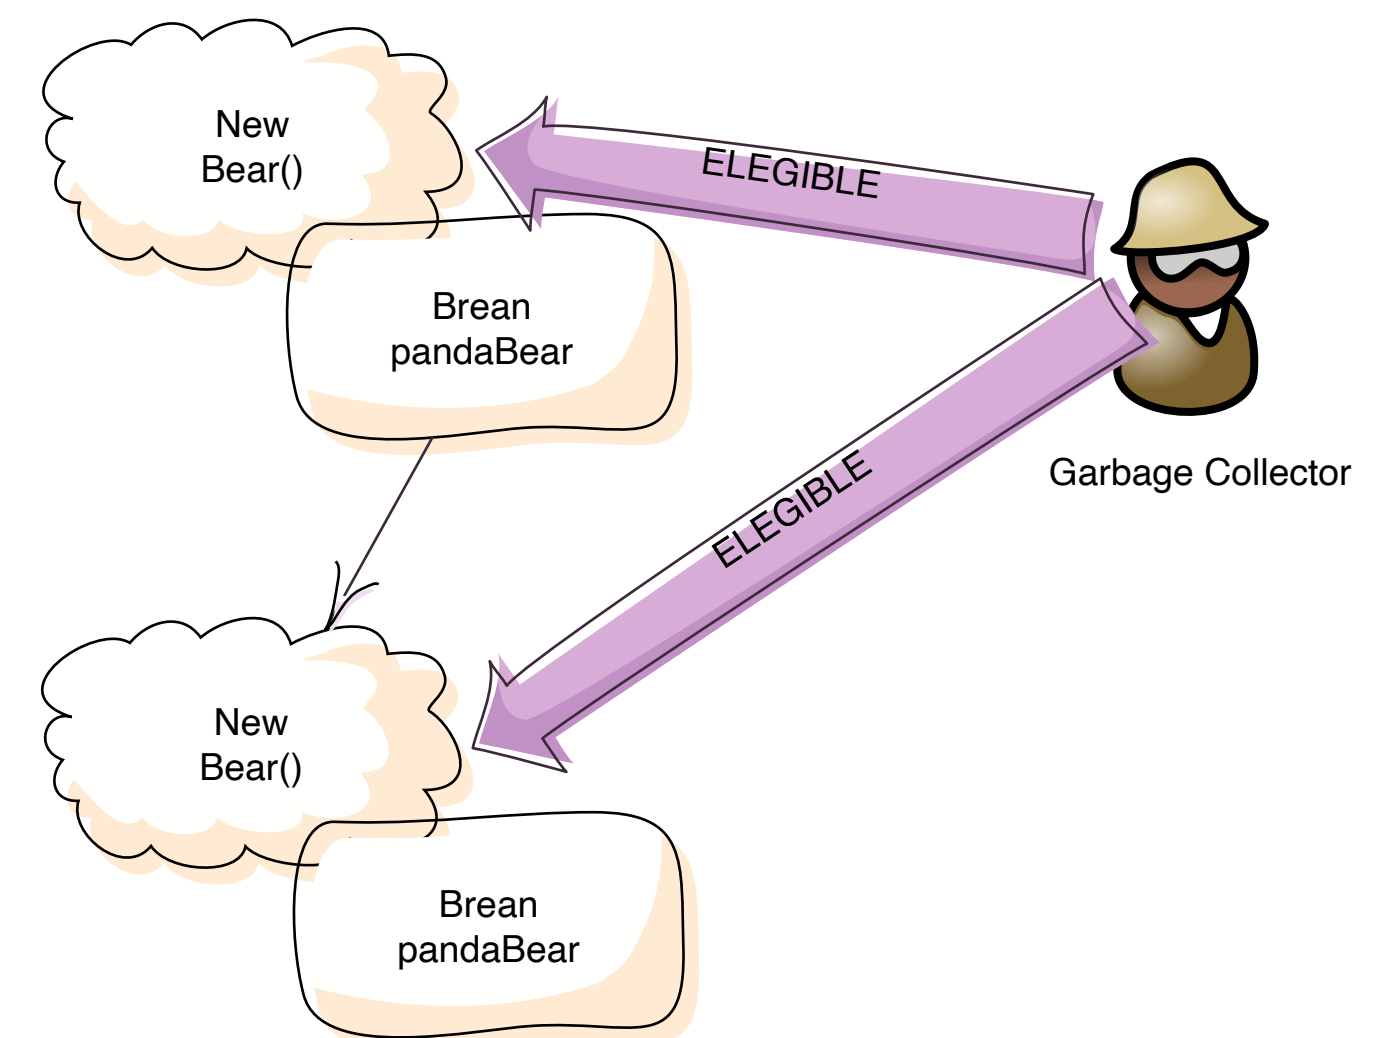 New
Bear()
ELEGIBLE
Brean
pandaBear
Garbage Collector
ELEGIBLE
New
Bear()
Brean
pandaBear